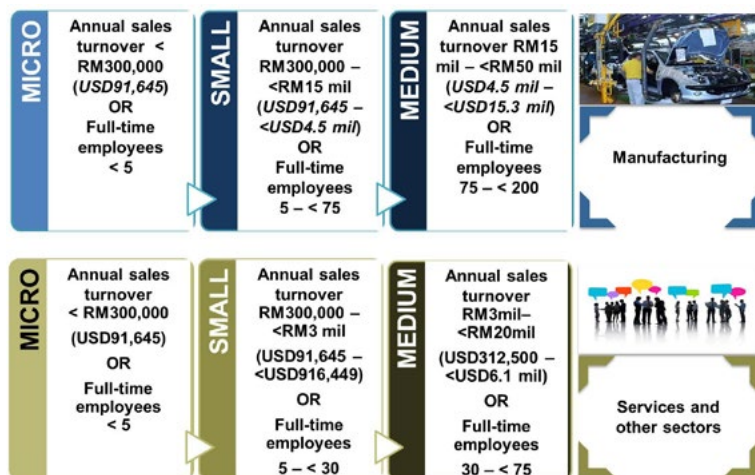 MICRO
Annual sales
turnover <
RM300,000
(USD91,645)
OR
Full-time
employees
< 5
SMALL
Annual sales
turnover
RM300,000 –
<RM15 mil
(USD91,645 –
<USD4.5 mil)
OR
Full-time
employees
5 – < 75
MEDIUM
Annual sales
turnover RM15
mil – <RM50 mil
(USD4.5 mil –
<USD15.3 mil)
OR
Full-time
employees
75 – < 200
Manufacturing
MICRO
Annual sales
turnover
< RM300,000
(USD91,645)
OR
Full-time
employees
< 5
SMALL
Annual sales
turnover
RM300,000 –
<RM3 mil
(USD91,645 –
<USD916,449)
OR
Full-time
employees
5 – < 30
MEDIUM
Annual sales
turnover
RM3mil–
<RM20mil
(USD312,500 –
<USD6.1 mil)
OR
Full-time
employees
30 – < 75
Services and
other sectors